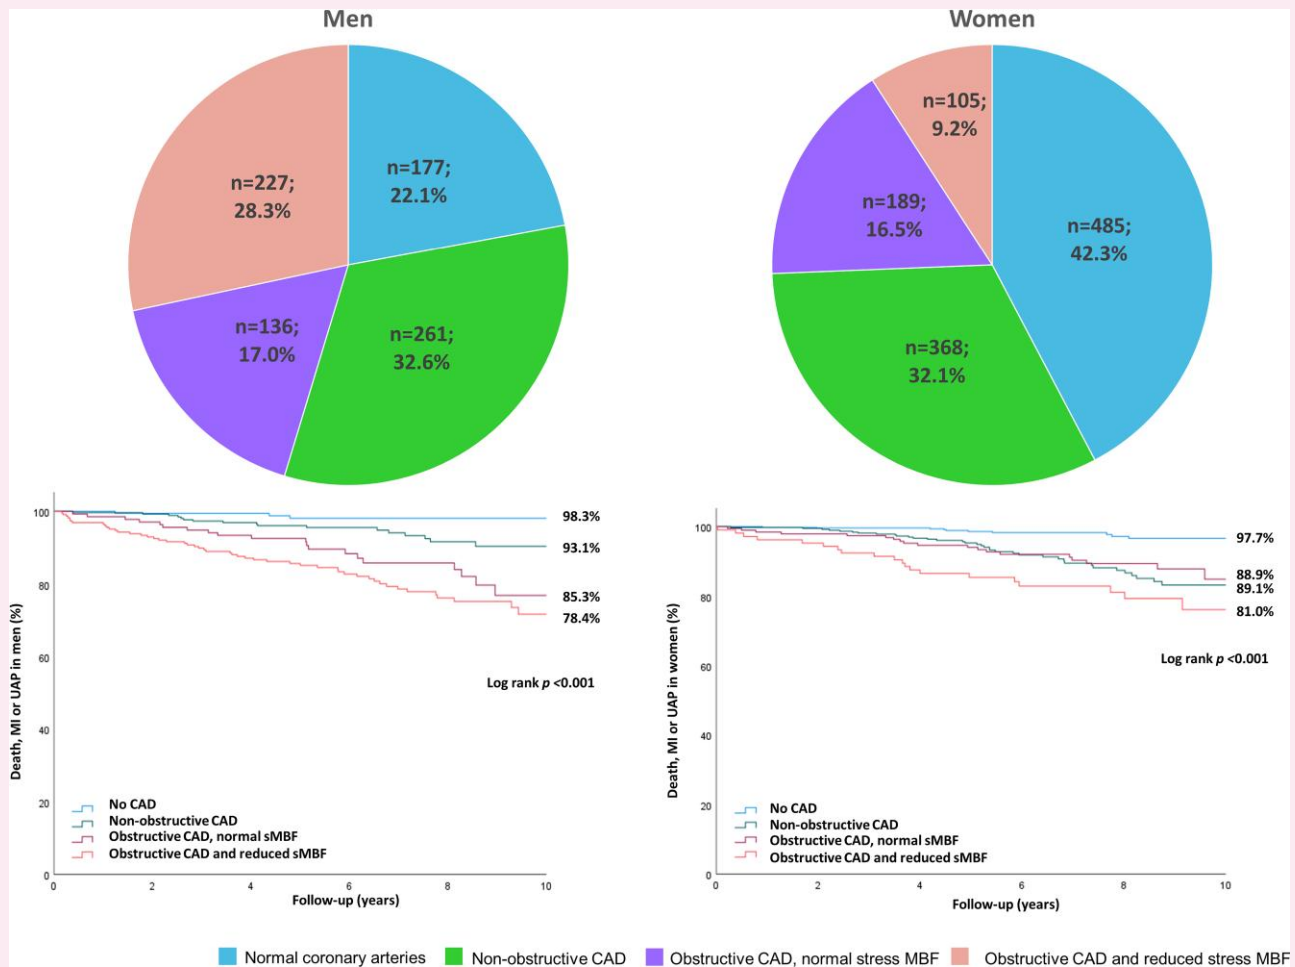 Men
Women
n=177;
22.1%
n=227;
28.3%
n=136;
17.0%
n=261;
32.6%
n=105;
9.2%
n=189;
16.5%
n=485;
42.3%
n=368;
32.1%
Death, MI or UAP in men (%)
100
80
60
40
20
0
98.3%
93.1%
85.3%
78.4%
Log rank p <0.001
No CAD
Non-obstructive CAD
Obstructive CAD, normal sMBF
Obstructive CAD and reduced sMBF
0 2 4 6 8 10
Follow-up (years)
Death, MI or UAP in women (%)
100
80
60
40
20
0
97.7%
88.9%
89.1%
81.0%
Log rank p <0.001
No CAD
Non-obstructive CAD
Obstructive CAD, normal sMBF
Obstructive CAD and reduced sMBF
0 2 4 6 8 10
Follow-up (years)
Normal coronary arteries Non-obstructive CAD Obstructive CAD, normal stress MBF Obstructive CAD and reduced stress MBF